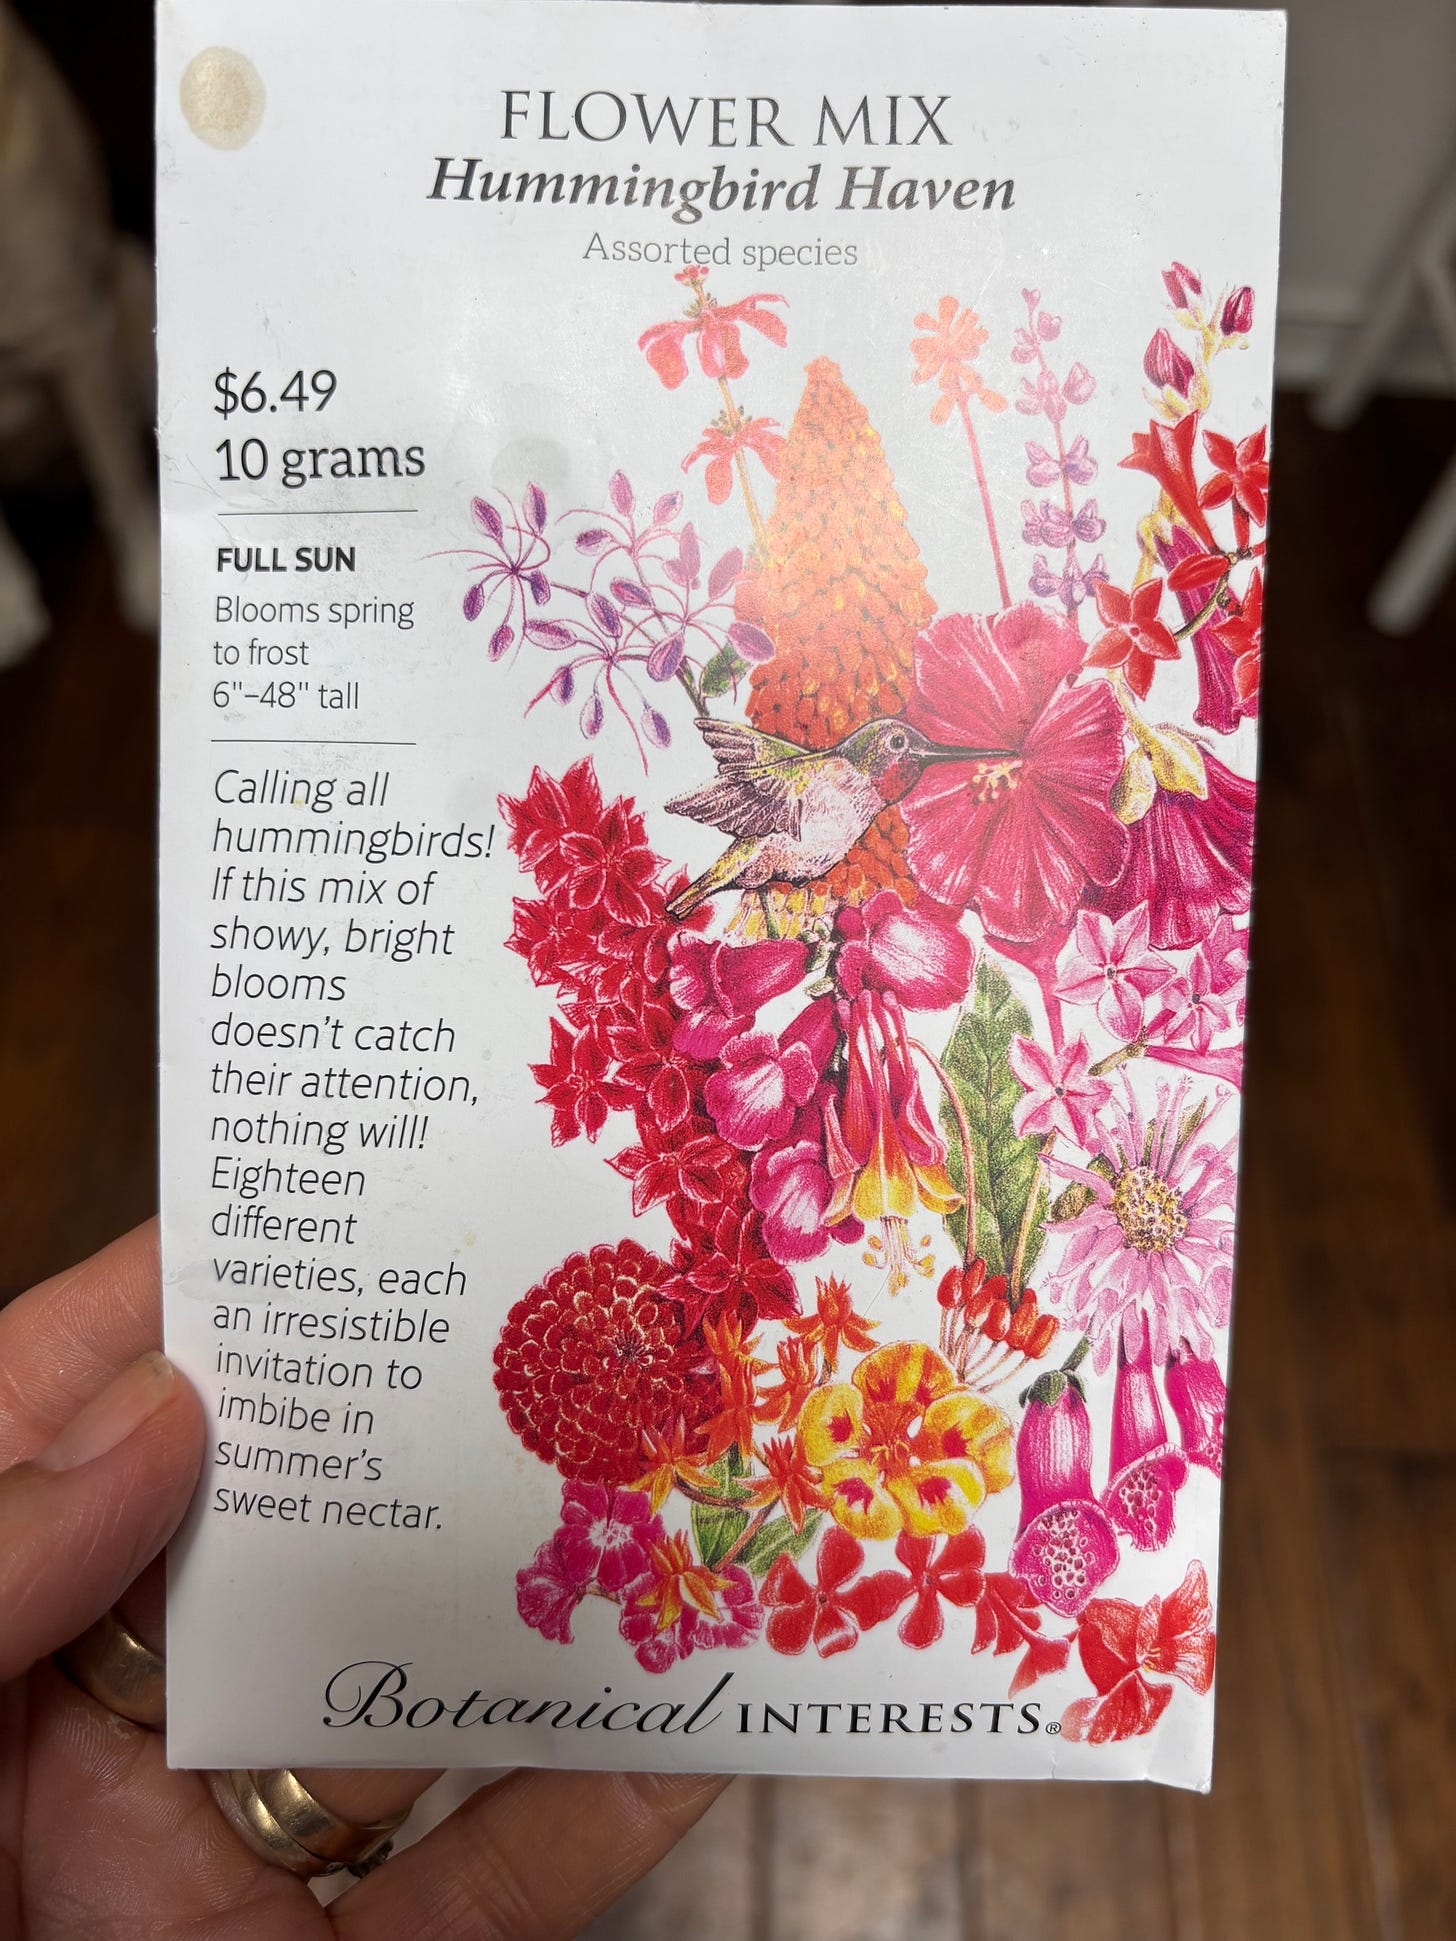 FLOWER MIX
Hummingbird Haven
Assorted species
$6.49
10 grams
FULL SUN
Blooms spring
to frost
6"–48" tall
Calling all
hummingbirds!
If this mix of
showy, bright
blooms
doesn't catch
their attention,
nothing will!
Eighteen
different
varieties, each
an irresistible
invitation to
imbibe in
summer's
sweet nectar.
Botanical INTERESTS®